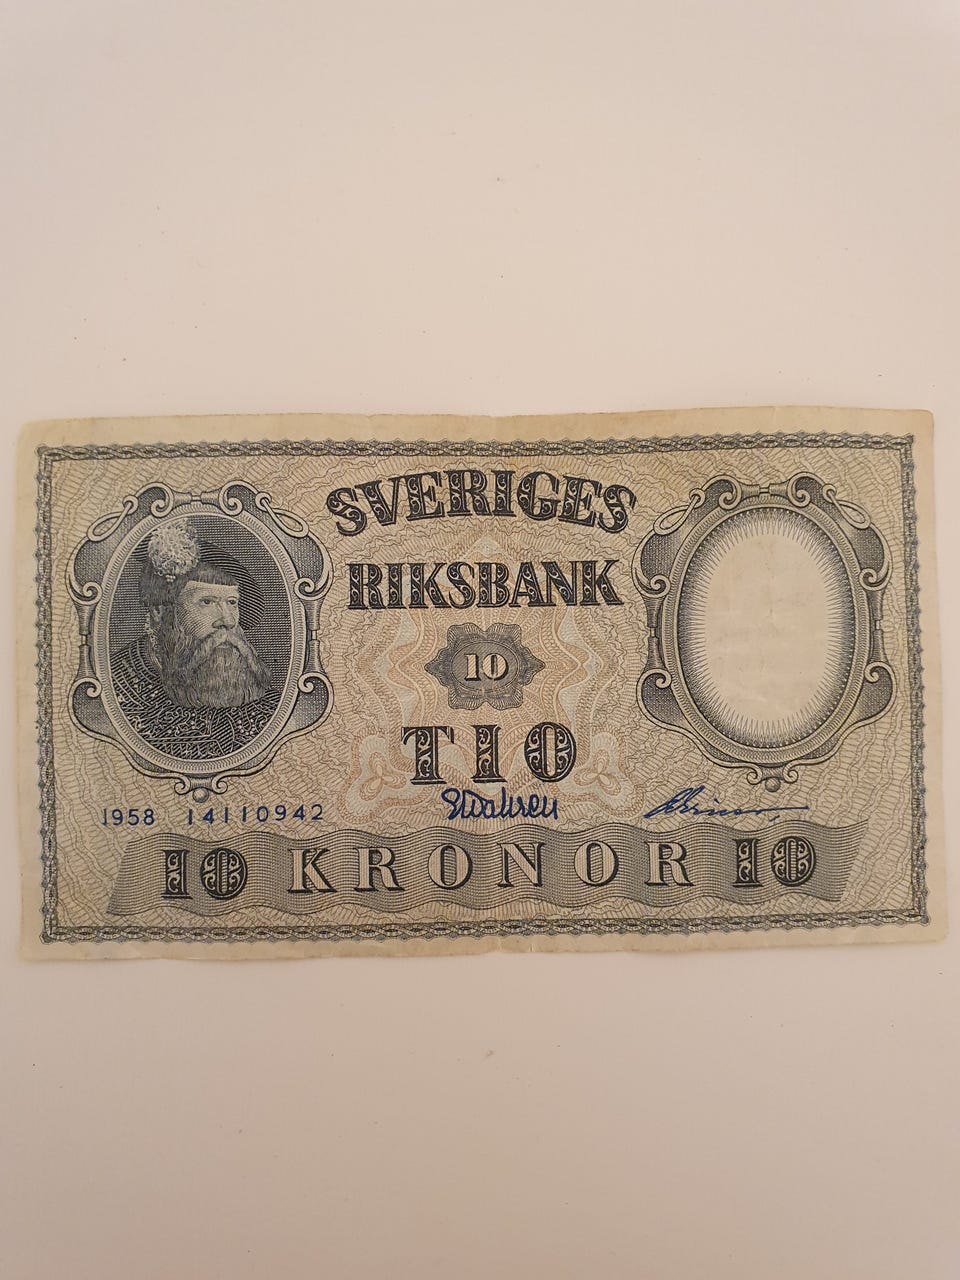 SVERIGES
RIKSBANK
10
TIO
1958 14110942
10 KRONOR 10